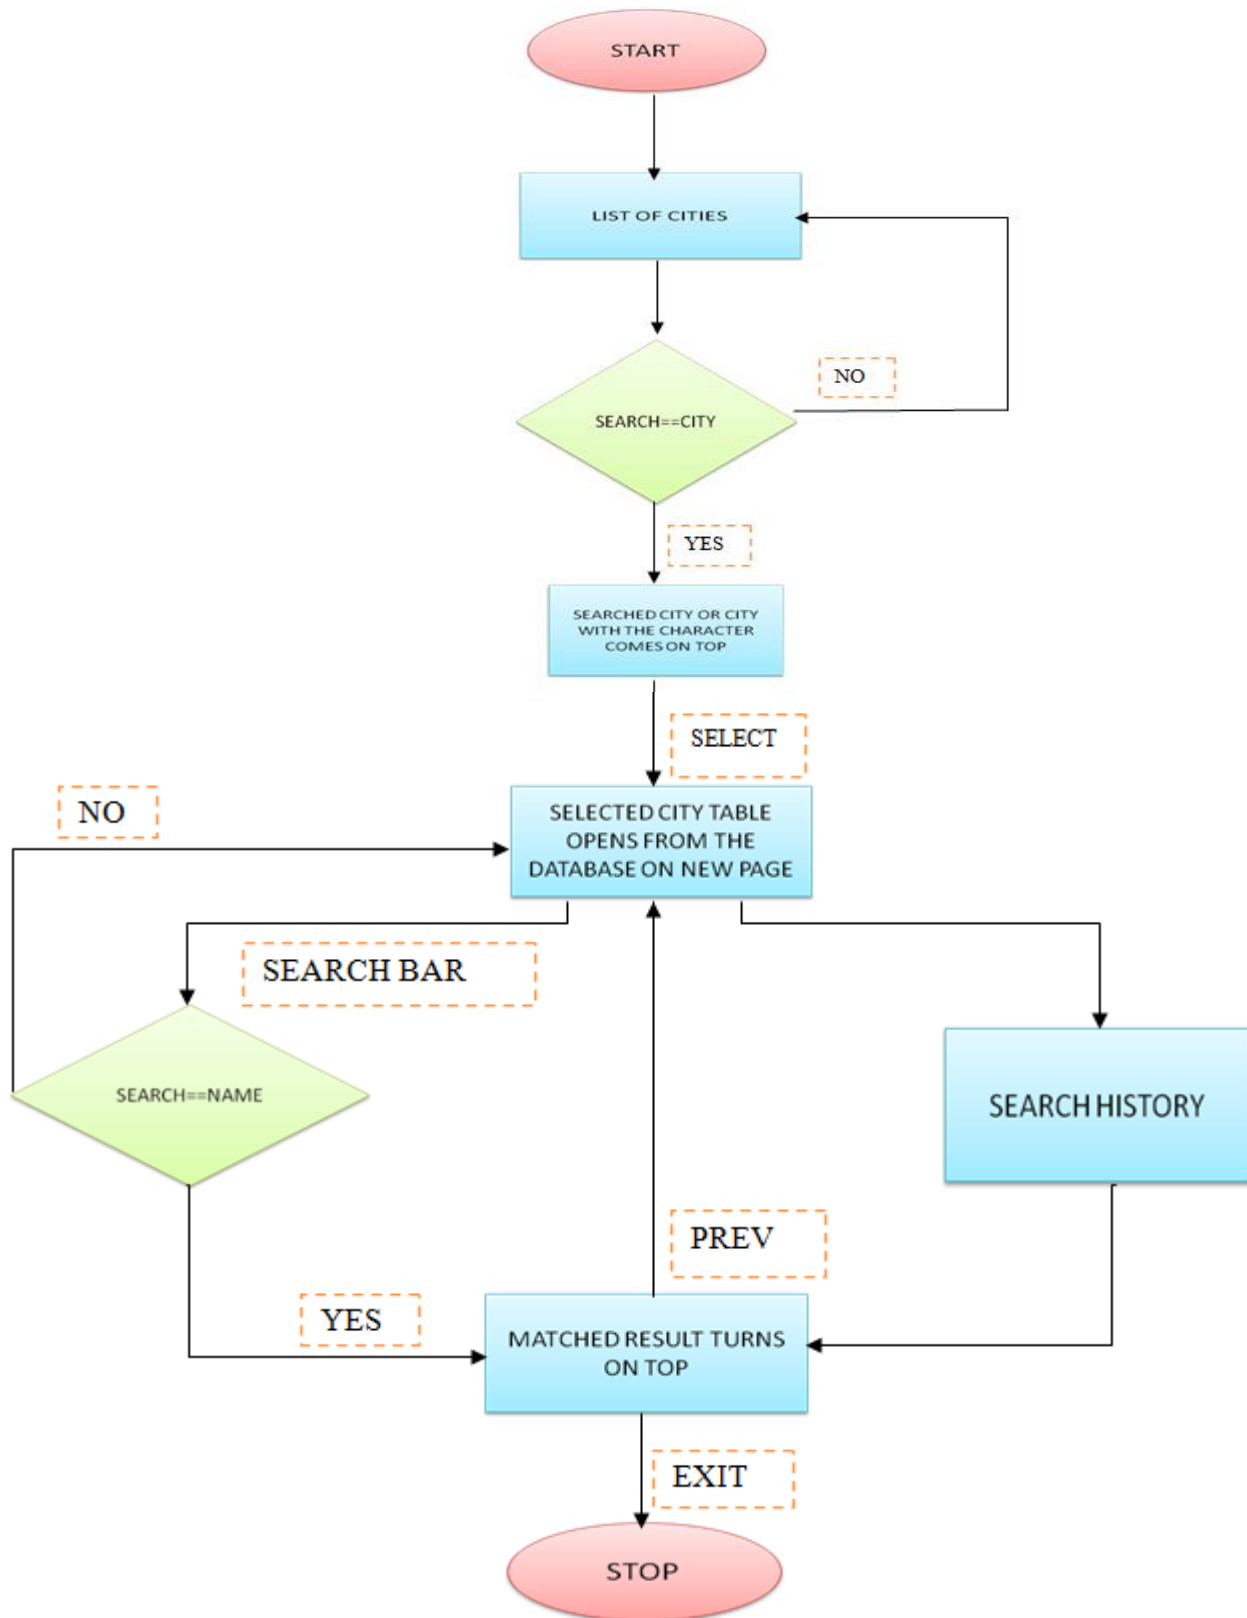 START
LIST OF CITIES
NO
SEARCH==CITY
YES
SEARCHED CITY OR CITY
WITH THE CHARACTER
COMES ON TOP
SELECT
NO
SELECTED CITY TABLE
OPENS FROM THE
DATABASE ON NEW PAGE
SEARCH BAR
SEARCH==NAME
SEARCH HISTORY
PREV
YES
MATCHED RESULT TURNS
ON TOP
EXIT
STOP